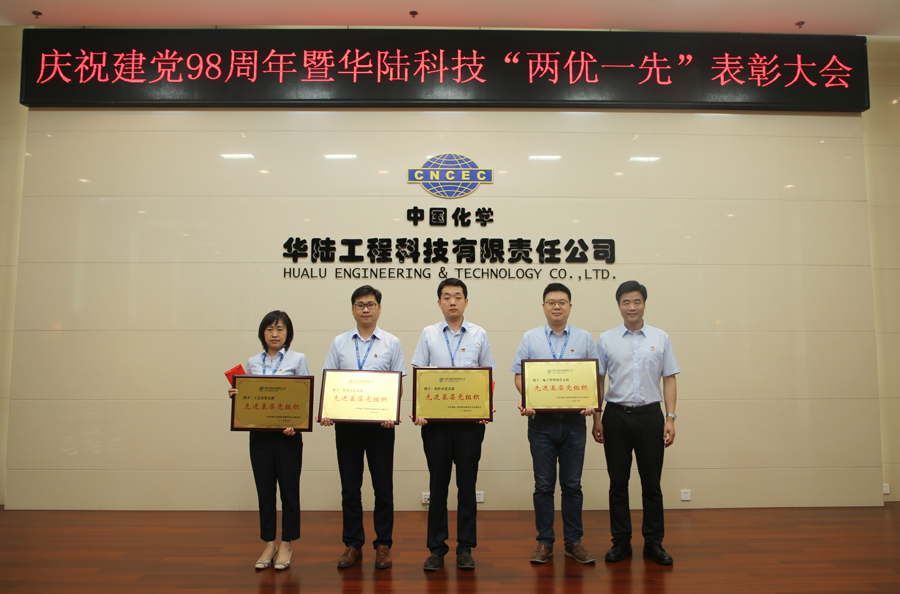 庆祝建党98周年暨华陆科技“两优一先”表彰大会
CNCEC
中国化学
华陆工程科技有限责任公司
HUALU ENGINEERING & TECHNOLOGY CO.,LTD.
先进基层党组织
先进基层党组织
先进基层党组织
先进基层党组织